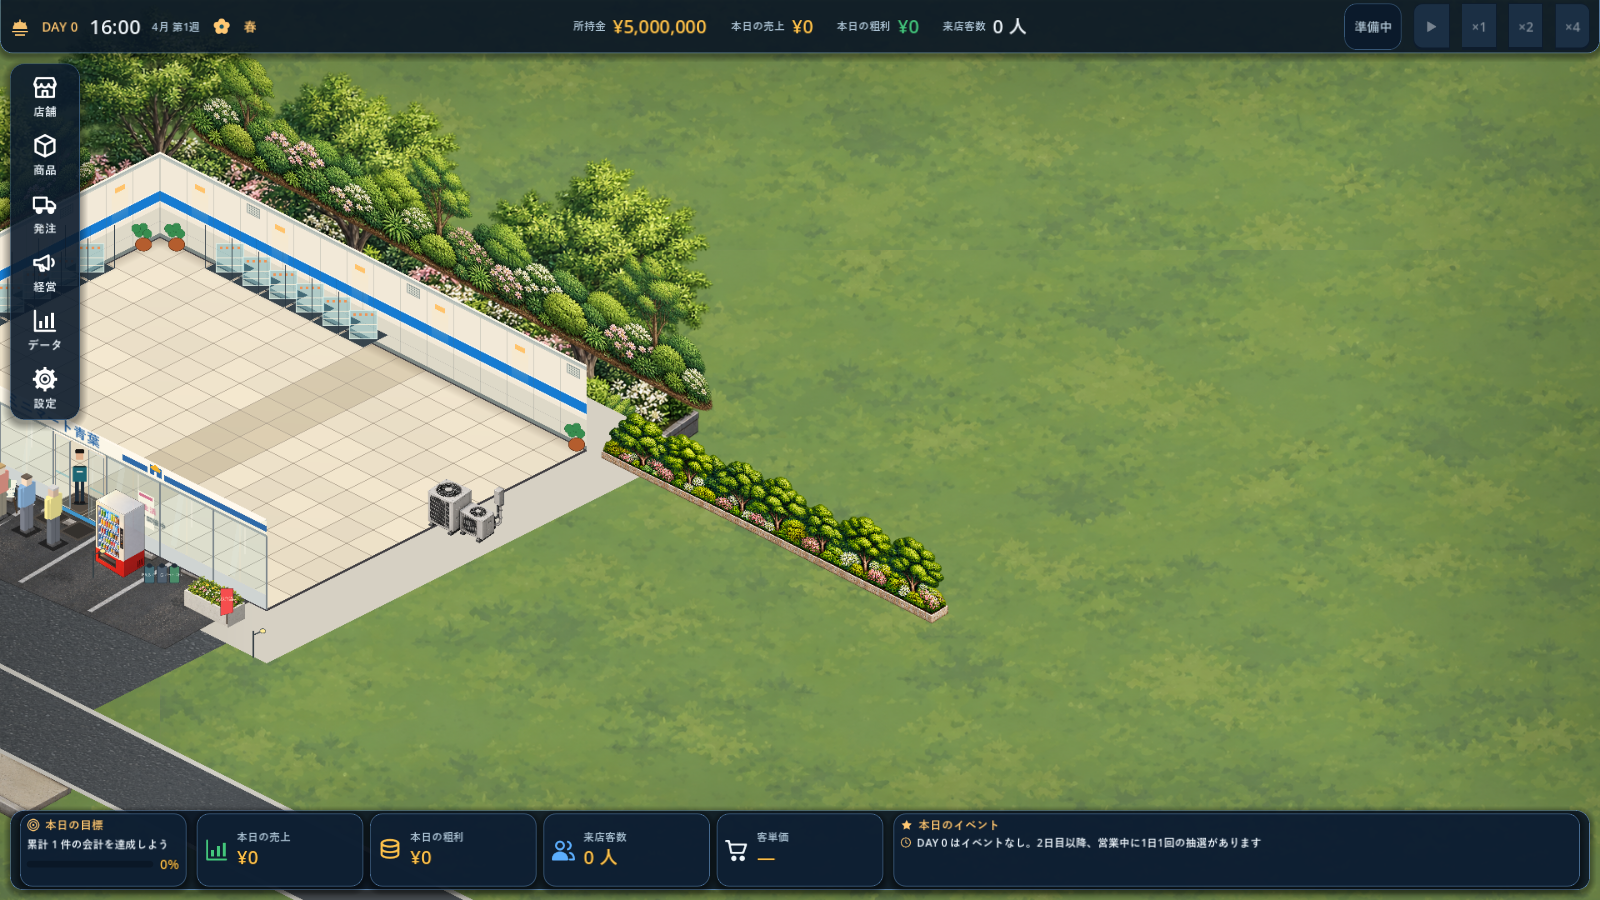 DAY 0 16:00 4月 第1週 春
所持金 ¥5,000,000 本日の売上 ¥0 本日の粗利 ¥0 来店客数 0 人
準備中 ×1 ×2 ×4
店舗
商品
発注
経営
データ
設定
ト青葉
本日の目標
累計 1 件の会計を達成しよう
0%
本日の売上
¥0
本日の粗利
¥0
来店客数
0 人
客単価
—
本日のイベント
DAY 0 はイベントなし。2日目以降、営業中に1日1回の抽選があります